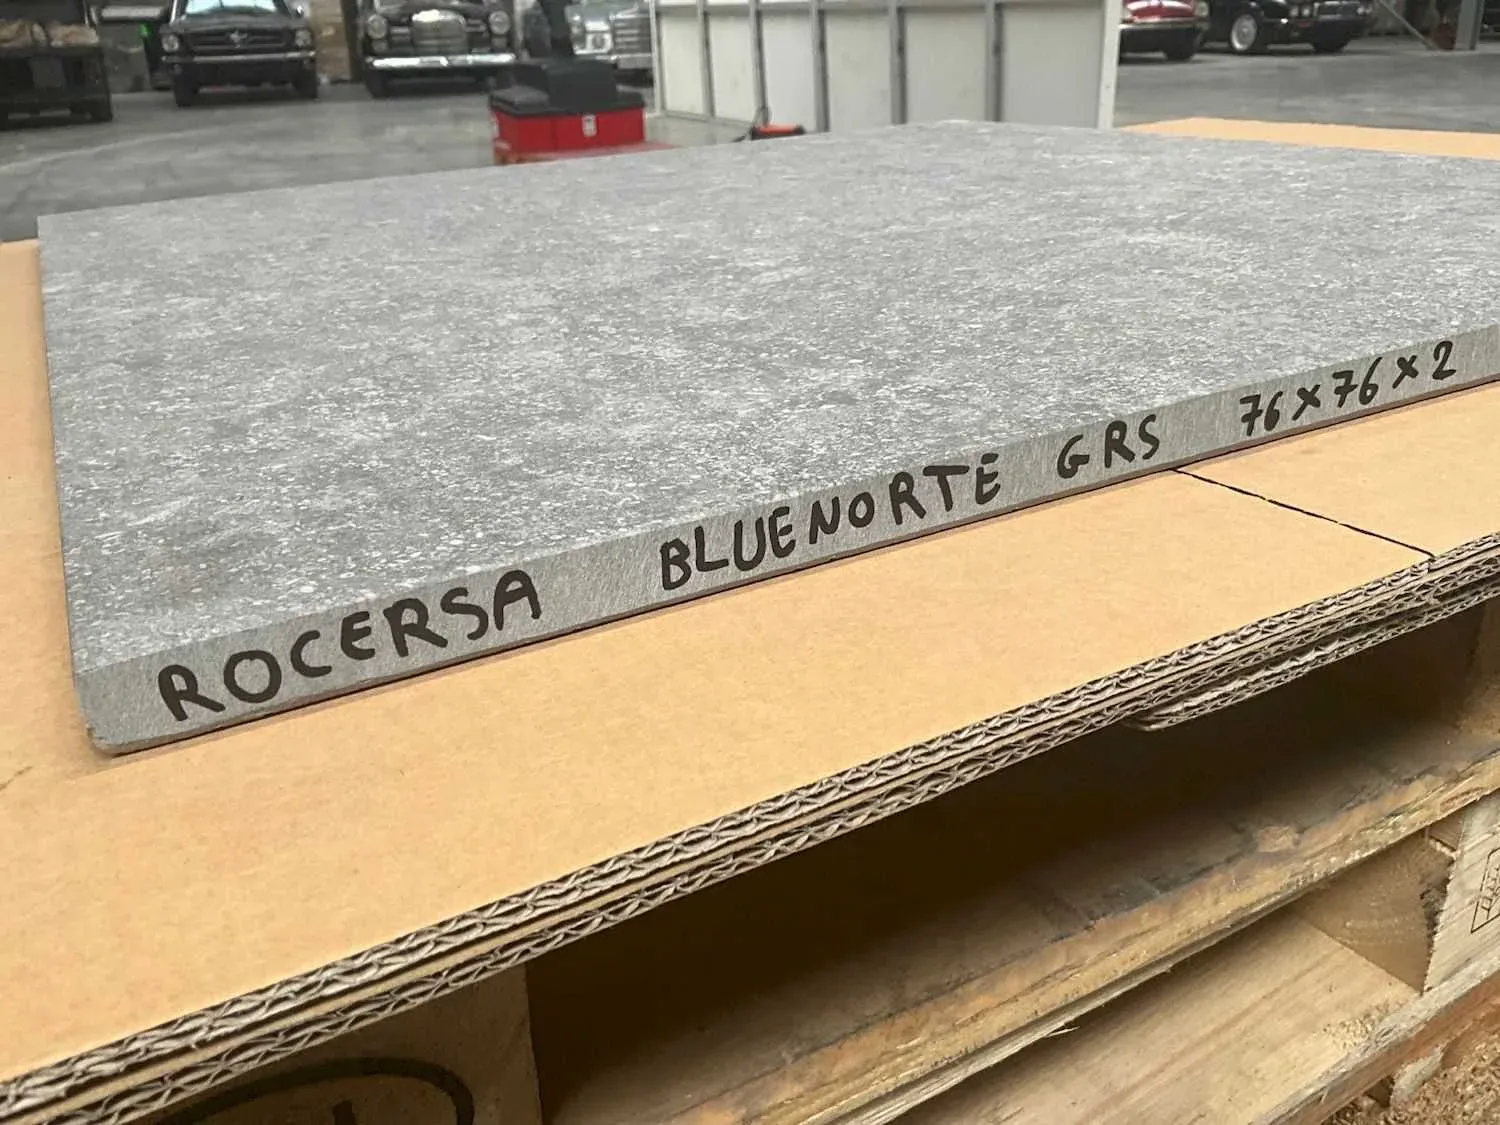 ROCERSA BLUENORTE GRS 76x76x2